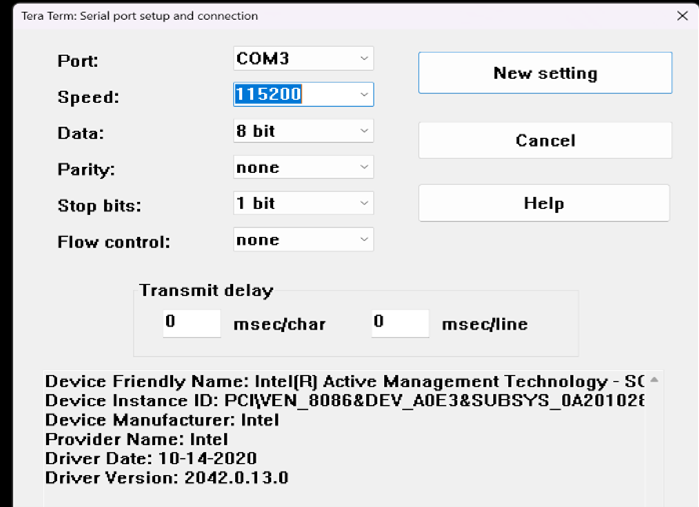 Tera Term: Serial port setup and connection
Port: COM3
New setting
Speed: 115200
Data: 8 bit
Cancel
Parity: none
Stop bits: 1 bit
Help
Flow control: none
Transmit delay
0 msec/char 0 msec/line
Device Friendly Name: Intel(R) Active Management Technology -
Device Instance ID: PCI\VEN_8086&DEV_A0E3&SUBSYS_0A20102
Device Manufacturer: Intel
Provider Name: Intel
Driver Date: 10-14-2020
Driver Version: 2042.0.13.0